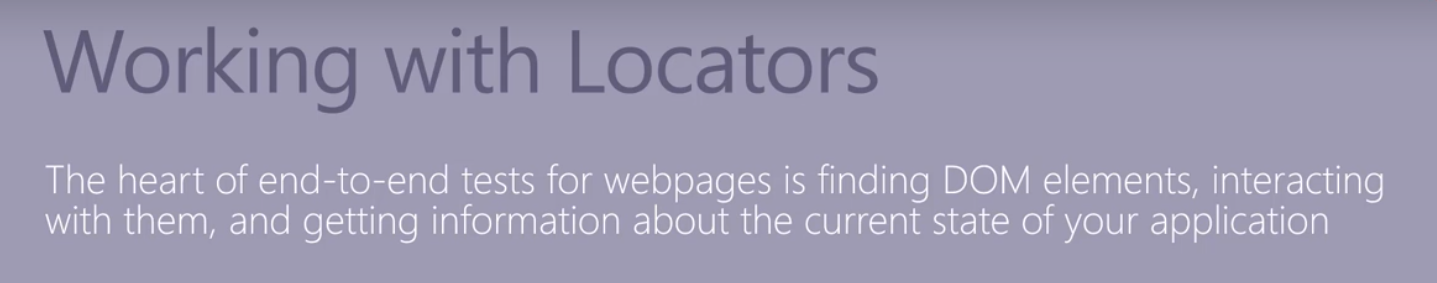 Working with Locators
The heart of end-to-end tests for webpages is finding DOM elements, interacting
with them, and getting information about the current state of your application